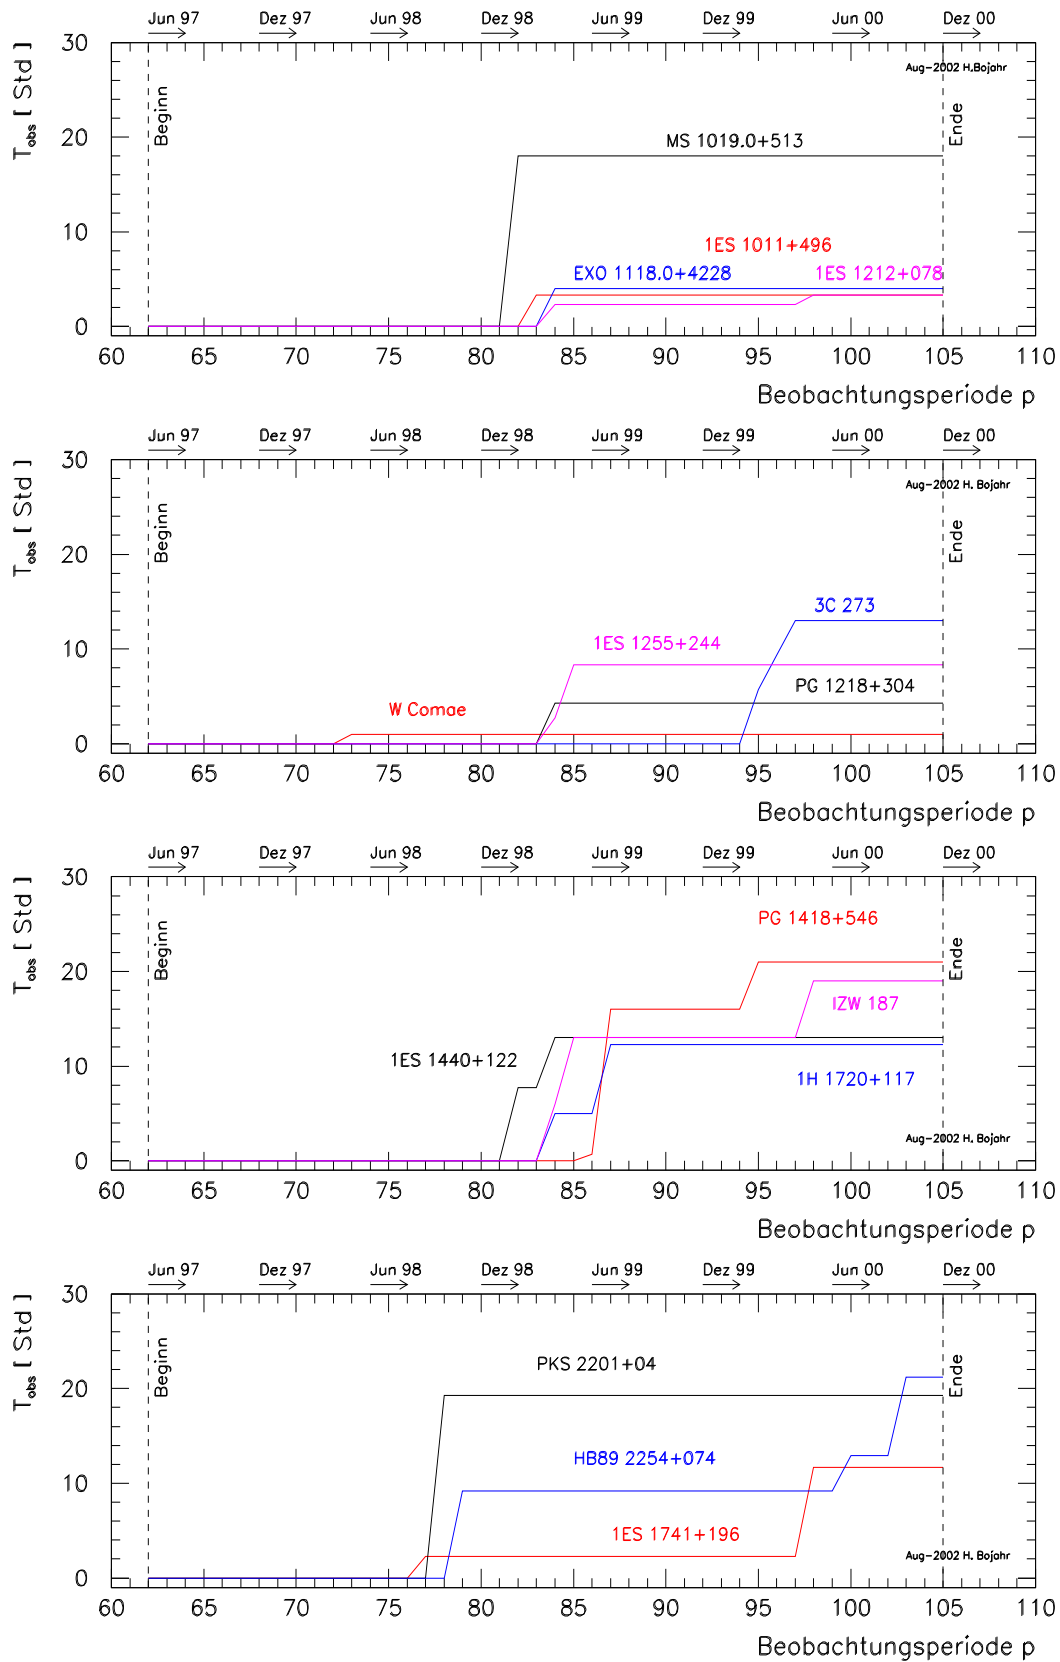 Jun 97 Dez 97 Jun 98 Dez 98 Jun 99 Dez 99 Jun 00 Dez 00
30
Aug-2002 H.Bojahr
T obs [ Std ]
Beginn
Ende
20
MS 1019.0+513
10
1ES 1011+496
EXO 1118.0+4228
1ES 1212+078
0
60 65 70 75 80 85 90 95 100 105 110
Beobachtungsperiode p
Jun 97 Dez 97 Jun 98 Dez 98 Jun 99 Dez 99 Jun 00 Dez 00
30
Aug-2002 H. Bojahr
T obs [ Std ]
Beginn
Ende
20
3C 273
1ES 1255+244
10
PG 1218+304
W Comae
0
60 65 70 75 80 85 90 95 100 105 110
Beobachtungsperiode p
Jun 97 Dez 97 Jun 98 Dez 98 Jun 99 Dez 99 Jun 00 Dez 00
30
PG 1418+546
T obs [ Std ]
Beginn
Ende
20
IZW 187
1ES 1440+122
10
1H 1720+117
Aug-2002 H. Bojahr
0
60 65 70 75 80 85 90 95 100 105 110
Beobachtungsperiode p
Jun 97 Dez 97 Jun 98 Dez 98 Jun 99 Dez 99 Jun 00 Dez 00
30
T obs [ Std ]
Beginn
Ende
PKS 2201+04
20
HB89 2254+074
10
1ES 1741+196
Aug-2002 H. Bojahr
0
60 65 70 75 80 85 90 95 100 105 110
Beobachtungsperiode p